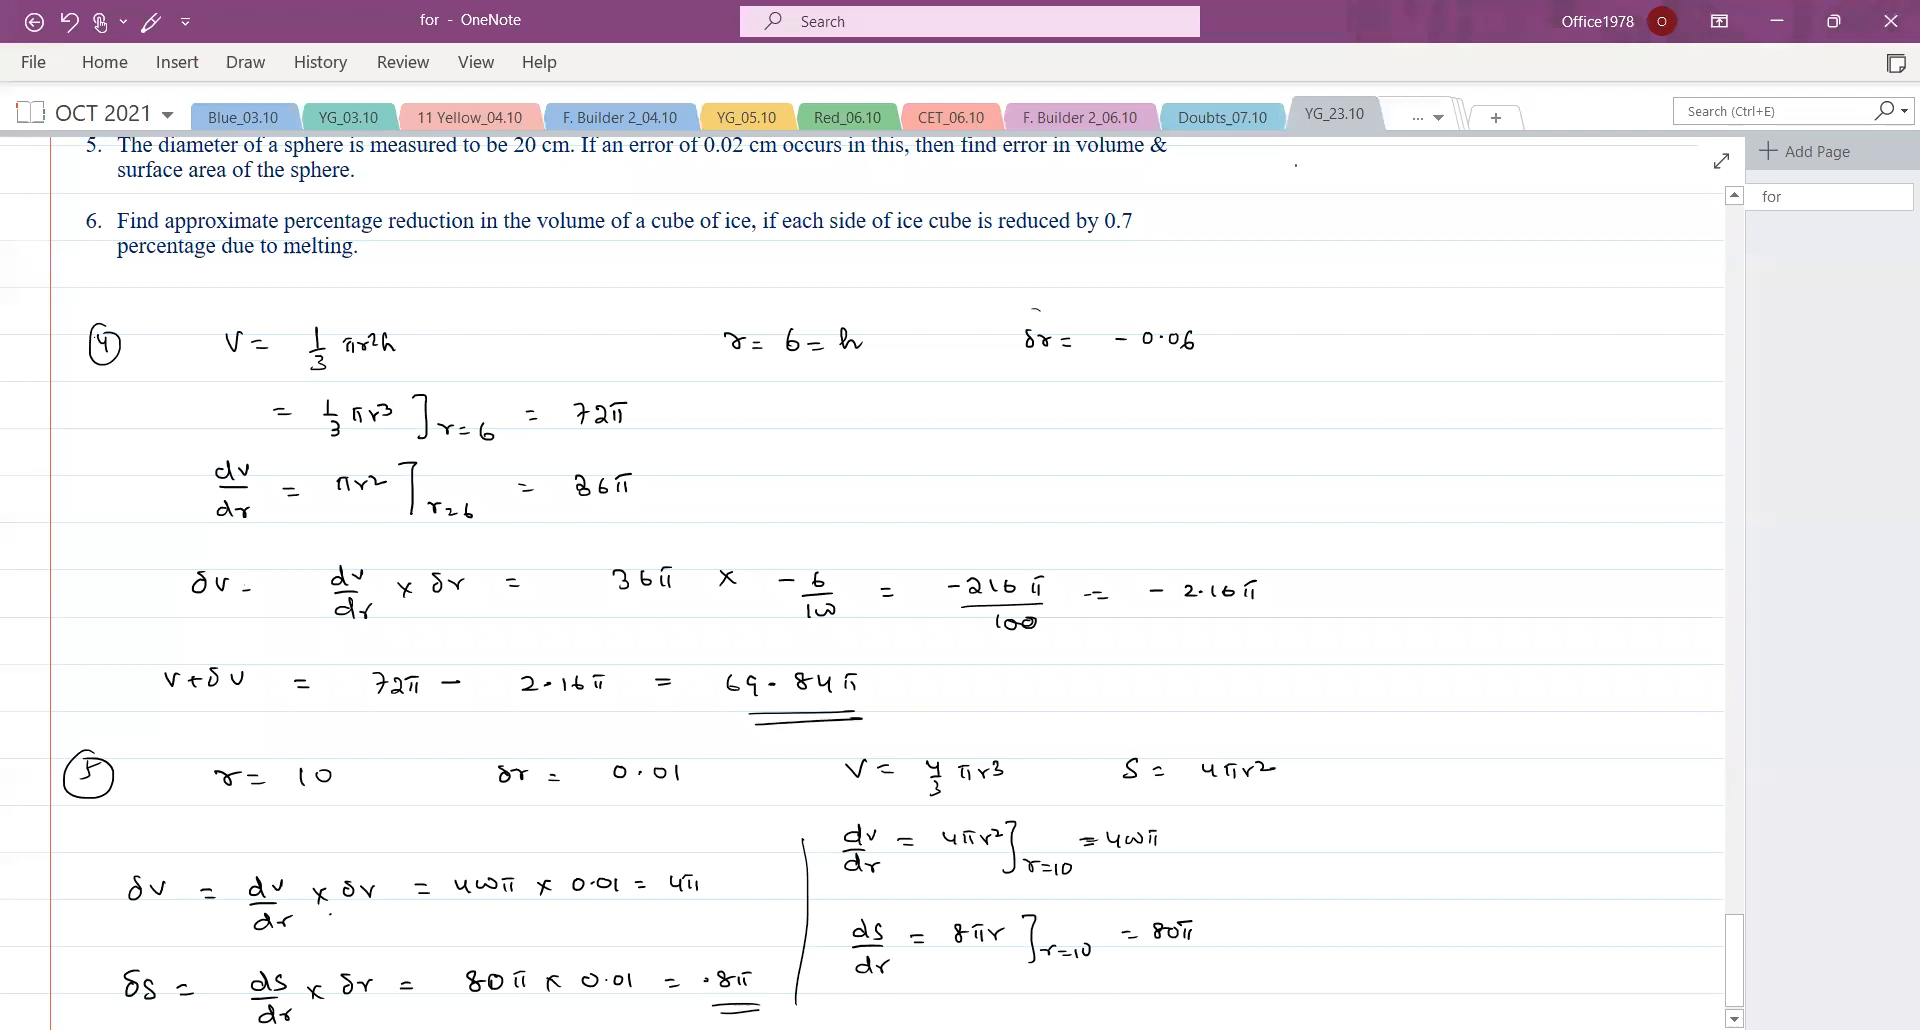 for - OneNote
Search
Office1978
O
File Home Insert Draw History Review View Help
OCT 2021
Blue_03.10 YG_03.10 11 Yellow_04.10 F. Builder 2_04.10 YG_05.10 Red_06.10 CET_06.10 F. Builder 2_06.10 Doubts_07.10 YG_23.10 ... +
Search (Ctrl+E)
Add Page
for
5. The diameter of a sphere is measured to be 20 cm. If an error of 0.02 cm occurs in this, then find error in volume &
surface area of the sphere.
6. Find approximate percentage reduction in the volume of a cube of ice, if each side of ice cube is reduced by 0.7
percentage due to melting.
④ V = 1/3 πr²h r = 6 = h δr = - 0.06
= 1/3 πr³ ]r=6 = 72π
dv/dr = πr² ]r=6 = 36π
δv = dv/dr × δr = 36π × - 6/100 = -216π/100 = - 2.16π
v + δv = 72π - 2.16π = 69.84π
⑤ r = 10 δr = 0.01 V = 4/3 πr³ S = 4πr²
dv/dr = 4πr² ]r=10 = 400π
δv = dv/dr × δr = 400π × 0.01 = 4π
ds/dr = 8πr ]r=10 = 80π
δs = ds/dr × δr = 80π × 0.01 = .8π